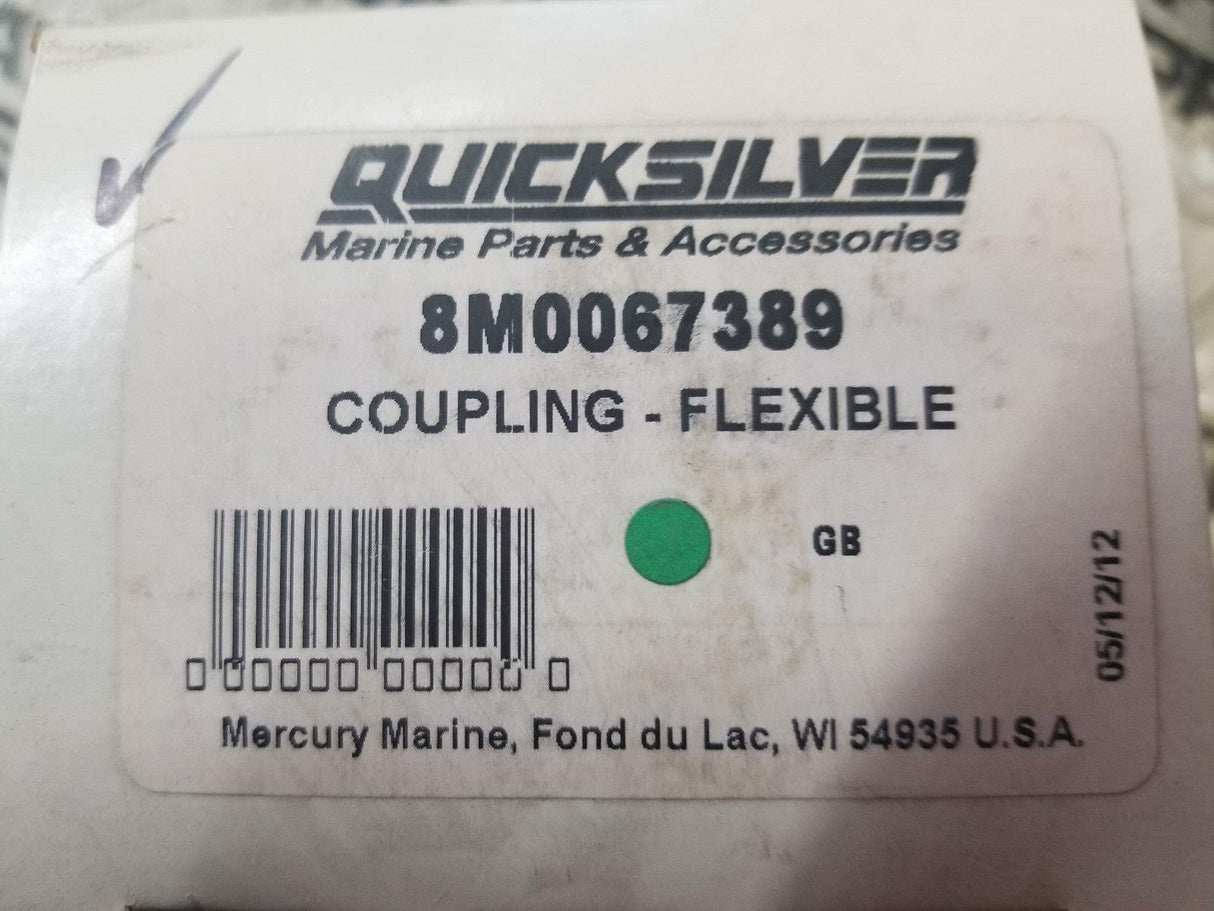 QUICKSILVER
Marine Parts & Accessories
8M0067389
COUPLING - FLEXIBLE
GB
05/12/12
0 00000 00000 0
Mercury Marine, Fond du Lac, WI 54935 U.S.A.